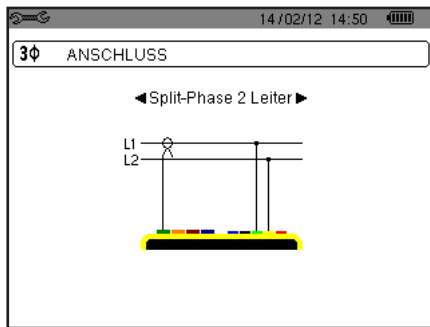 14/02/12 14:50
3ϕ ANSCHLUSS
◄Split-Phase 2 Leiter►
L1
L2